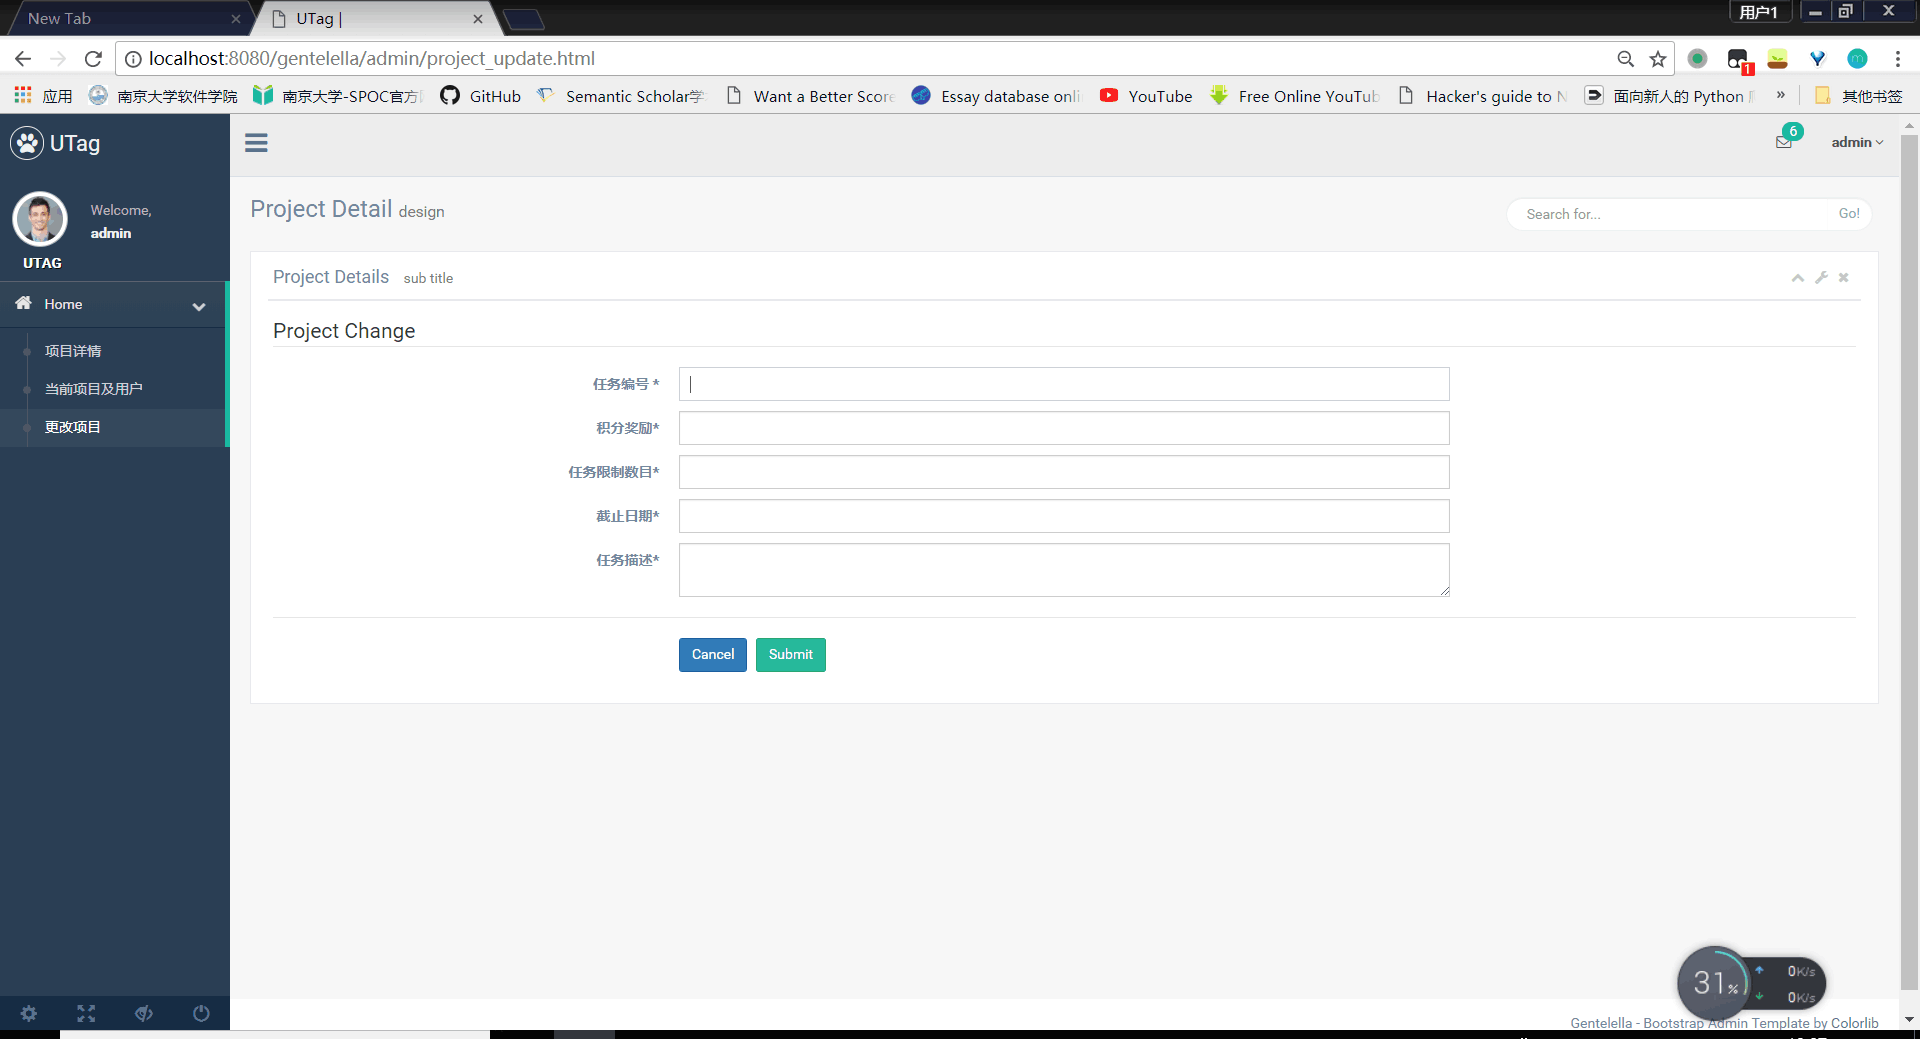 New Tab
UTag |
用户1
localhost:8080/gentelella/admin/project_update.html
应用
南京大学软件学院
南京大学-SPOC官方
GitHub
Semantic Scholar学
Want a Better Score
Essay database onli
YouTube
Free Online YouTub
Hacker's guide to N
面向新人的 Python
»
其他书签
1
UTag
6
admin
Welcome,
admin
UTAG
Home
项目详情
当前项目及用户
更改项目
Project Detail design
Search for...
Go!
Project Details sub title
Project Change
任务编号 *
积分奖励*
任务限制数目*
截止日期*
任务描述*
Cancel
Submit
31%
0K/s
0K/s
Gentelella - Bootstrap Admin Template by Colorlib